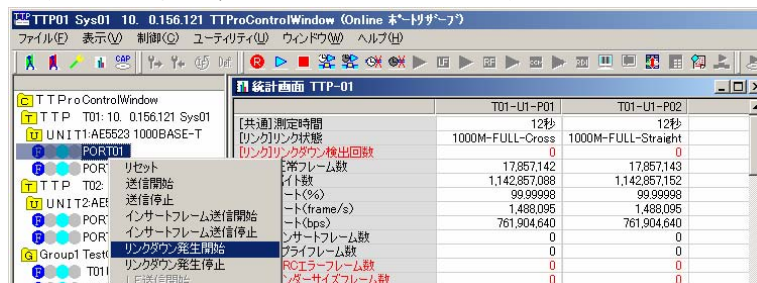 TTP01 Sys01 10. 0.156.121 TTProControlWindow (Online ﾎﾟｰﾄﾘｻﾞｰﾌﾞ)
ファイル(F) 表示(V) 制御(C) ユーティリティ(U) ウィンドウ(W) ヘルプ(H)
統計画面 TTP-01
T01-U1-P01 T01-U1-P02
TTProControlWindow
TTP T01: 10. 0.156.121 Sys01
UNIT1:AE5523 1000BASE-T
PORT01
POR
TTP T02:
UNIT2:AE5
POR
POR
Group1 Test(
T01
リセット
送信開始
送信停止
インサートフレーム送信開始
インサートフレーム送信停止
リンクダウン発生開始
リンクダウン発生停止
[共通]測定時間 12秒 12秒
[リンク]リンク状態 1000M-FULL-Cross 1000M-FULL-Straight
[リンク]リンクダウン検出回数 0 0
常フレーム数 17,857,142 17,857,143
イト数 1,142,857,088 1,142,857,152
ート(%) 99.99998 99.99998
ート(frame/s) 1,488,095 1,488,095
ート(bps) 761,904,640 761,904,640
ンサートフレーム数 0 0
プライフレーム数 0 0
RCエラーフレーム数 0 0
ンダーサイズフレーム数 0 0